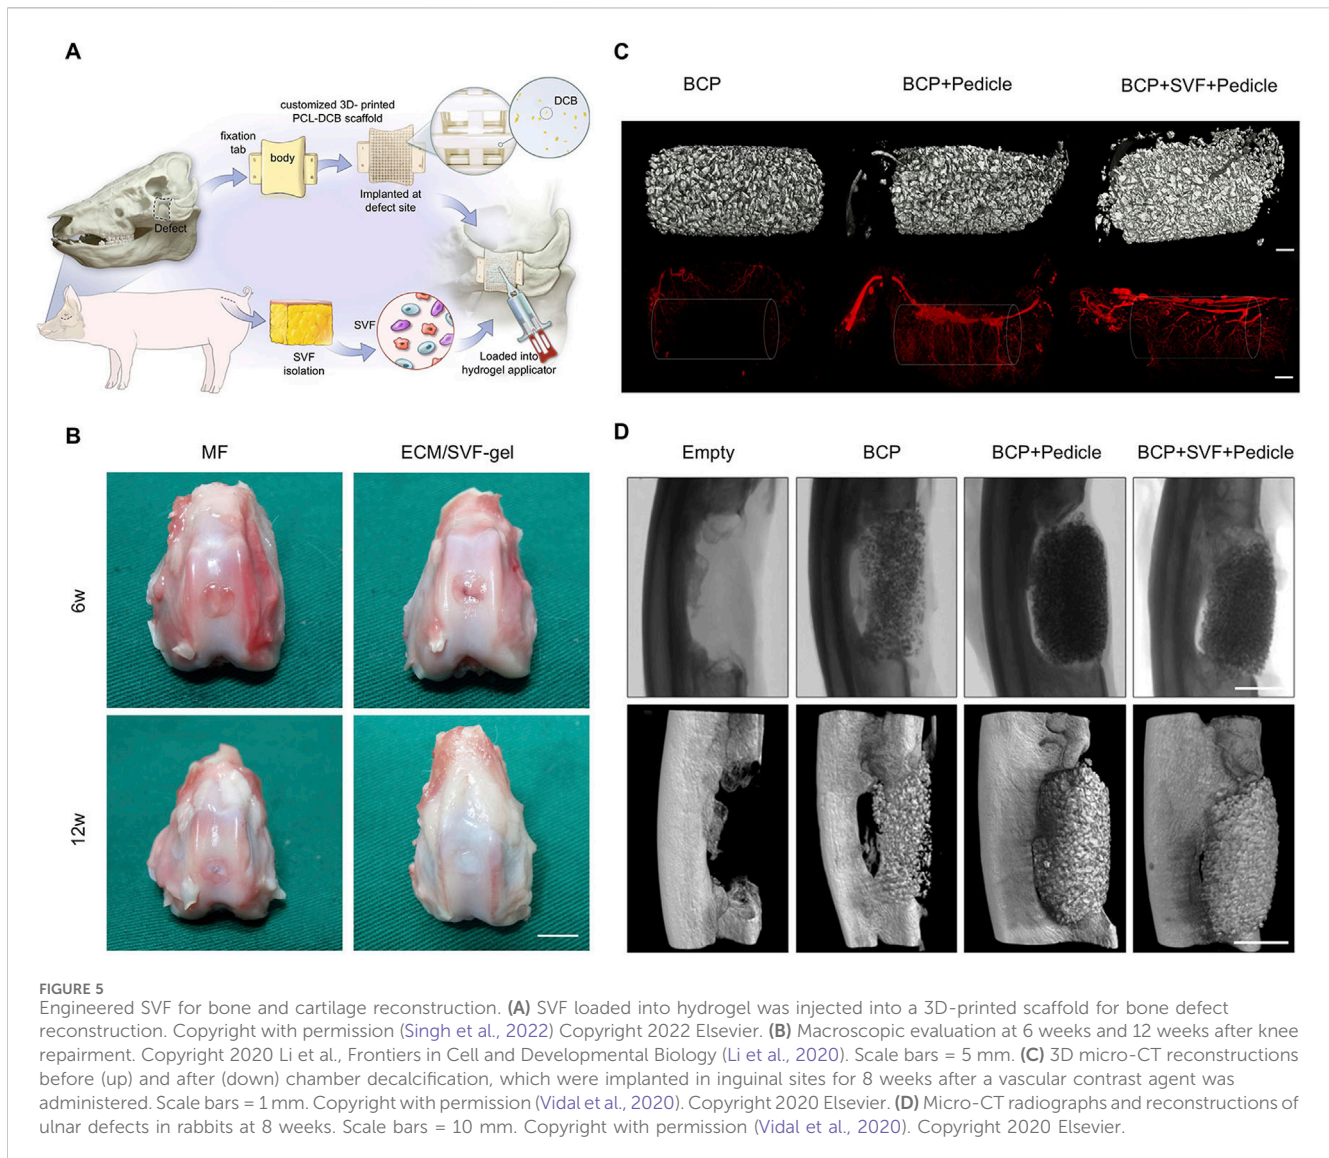 A
customized 3D- printed
PCL-DCB scaffold
DCB
fixation
tab
body
Implanted at
defect site
Defect
SVF
SVF
isolation
Loaded into
hydrogel applicator
B
MF
ECM/SVF-gel
6w
12w
C
BCP
BCP+Pedicle
BCP+SVF+Pedicle
D
Empty
BCP
BCP+Pedicle
BCP+SVF+Pedicle
FIGURE 5
Engineered SVF for bone and cartilage reconstruction. (A) SVF loaded into hydrogel was injected into a 3D-printed scaffold for bone defect
reconstruction. Copyright with permission (Singh et al., 2022) Copyright 2022 Elsevier. (B) Macroscopic evaluation at 6 weeks and 12 weeks after knee
repairment. Copyright 2020 Li et al., Frontiers in Cell and Developmental Biology (Li et al., 2020). Scale bars = 5 mm. (C) 3D micro-CT reconstructions
before (up) and after (down) chamber decalcification, which were implanted in inguinal sites for 8 weeks after a vascular contrast agent was
administered. Scale bars = 1 mm. Copyright with permission (Vidal et al., 2020). Copyright 2020 Elsevier. (D) Micro-CT radiographs and reconstructions of
ulnar defects in rabbits at 8 weeks. Scale bars = 10 mm. Copyright with permission (Vidal et al., 2020). Copyright 2020 Elsevier.